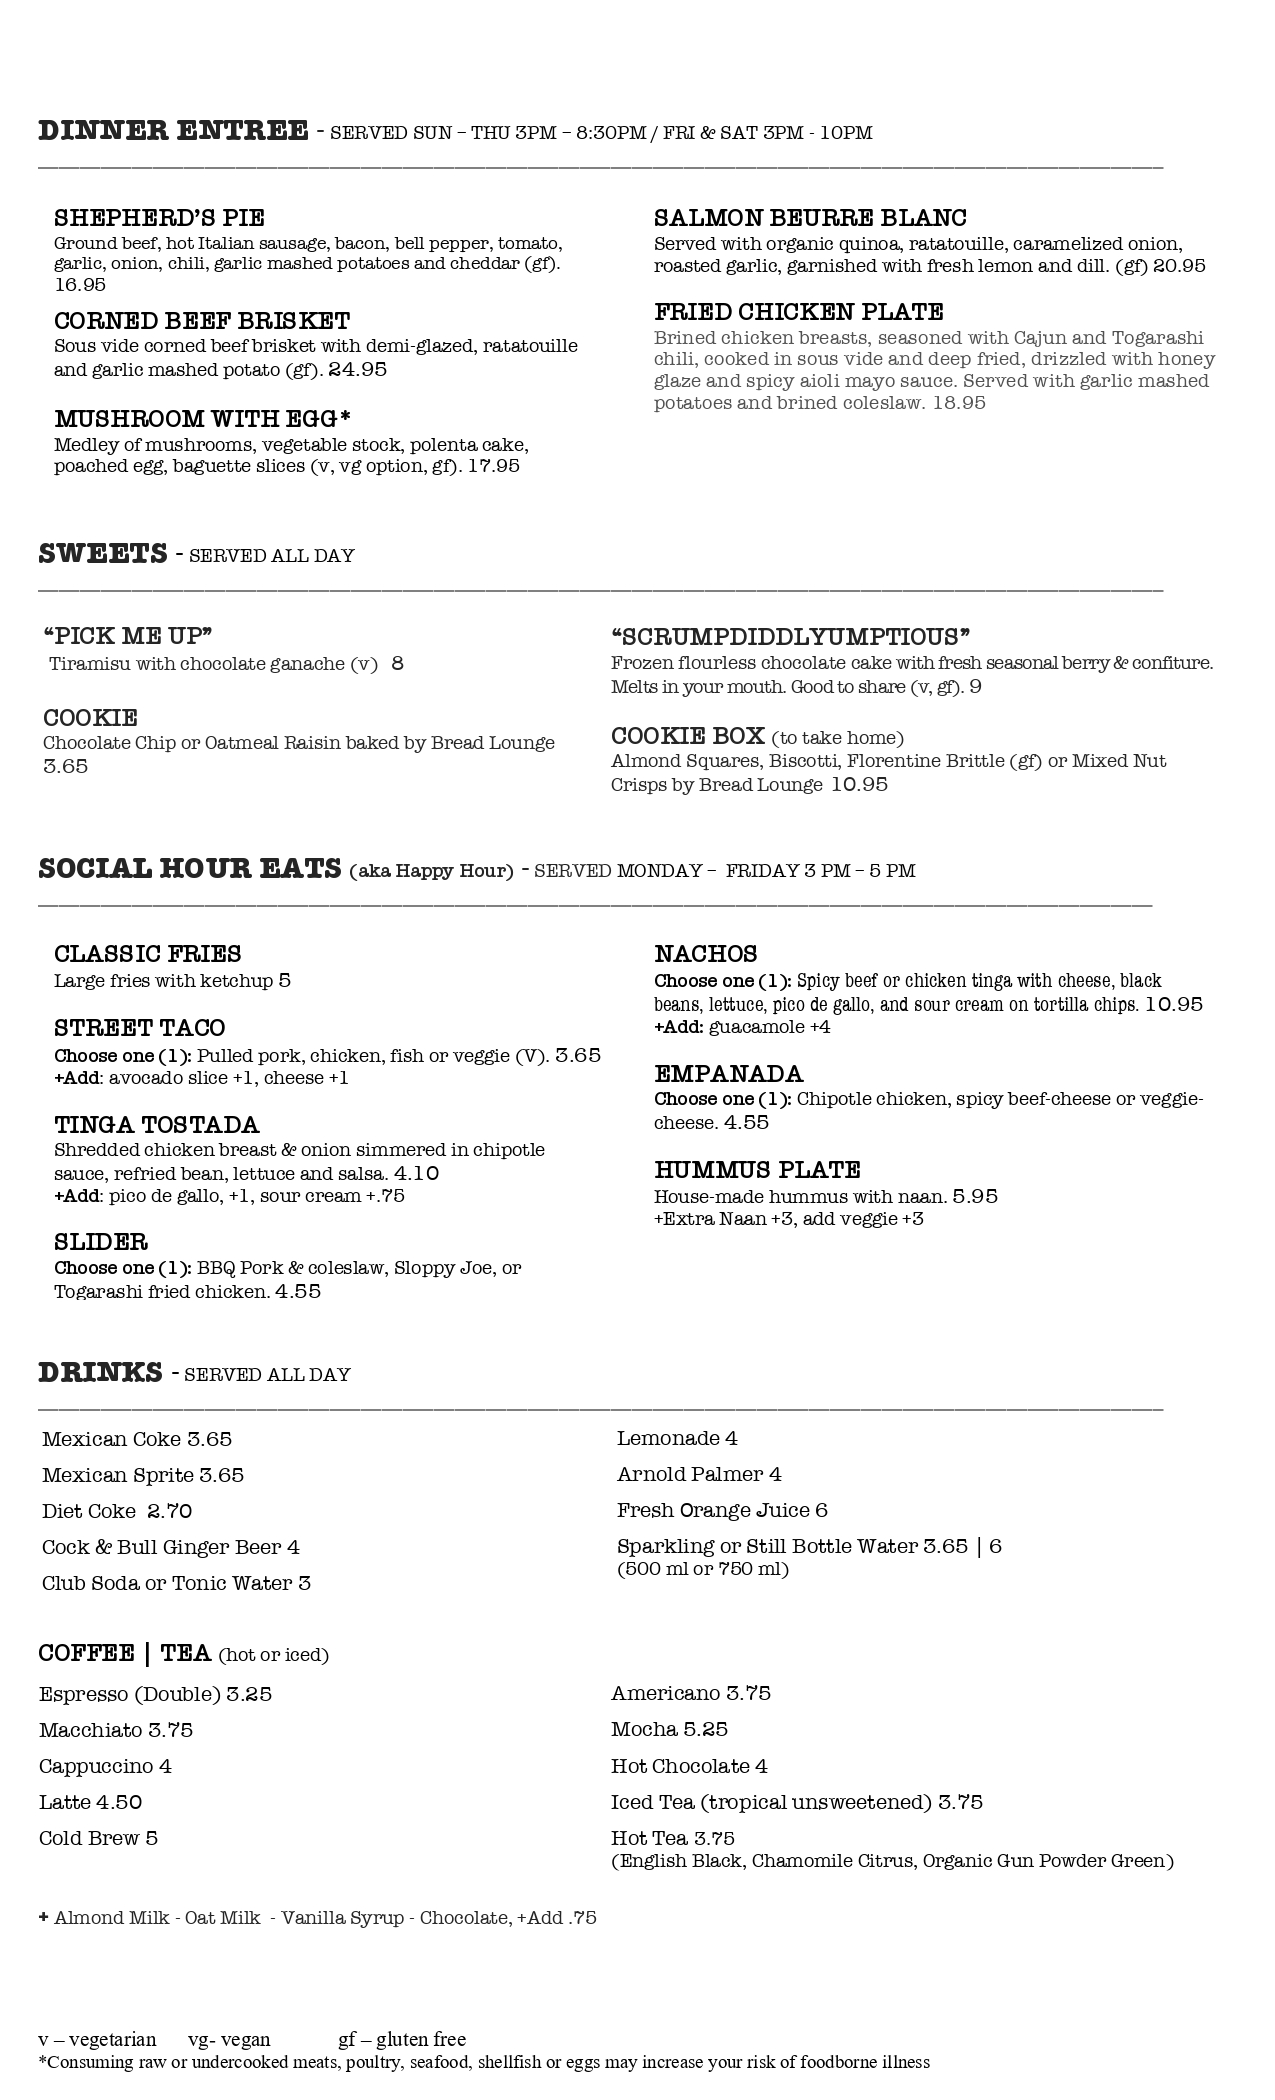 DINNER ENTREE - SERVED SUN – THU 3PM – 8:30PM / FRI & SAT 3PM - 10PM
SHEPHERD’S PIE
Ground beef, hot Italian sausage, bacon, bell pepper, tomato,
garlic, onion, chili, garlic mashed potatoes and cheddar (gf).
16.95
CORNED BEEF BRISKET
Sous vide corned beef brisket with demi-glazed, ratatouille
and garlic mashed potato (gf). 24.95
MUSHROOM WITH EGG*
Medley of mushrooms, vegetable stock, polenta cake,
poached egg, baguette slices (v, vg option, gf). 17.95
SALMON BEURRE BLANC
Served with organic quinoa, ratatouille, caramelized onion,
roasted garlic, garnished with fresh lemon and dill. (gf) 20.95
FRIED CHICKEN PLATE
Brined chicken breasts, seasoned with Cajun and Togarashi
chili, cooked in sous vide and deep fried, drizzled with honey
glaze and spicy aioli mayo sauce. Served with garlic mashed
potatoes and brined coleslaw. 18.95
SWEETS - SERVED ALL DAY
“PICK ME UP”
Tiramisu with chocolate ganache (v) 8
COOKIE
Chocolate Chip or Oatmeal Raisin baked by Bread Lounge
3.65
“SCRUMPDIDDLYUMPTIOUS”
Frozen flourless chocolate cake with fresh seasonal berry & confiture.
Melts in your mouth. Good to share (v, gf). 9
COOKIE BOX (to take home)
Almond Squares, Biscotti, Florentine Brittle (gf) or Mixed Nut
Crisps by Bread Lounge 10.95
SOCIAL HOUR EATS (aka Happy Hour) - SERVED MONDAY – FRIDAY 3 PM – 5 PM
CLASSIC FRIES
Large fries with ketchup 5
STREET TACO
Choose one (1): Pulled pork, chicken, fish or veggie (V). 3.65
+Add: avocado slice +1, cheese +1
TINGA TOSTADA
Shredded chicken breast & onion simmered in chipotle
sauce, refried bean, lettuce and salsa. 4.10
+Add: pico de gallo, +1, sour cream +.75
SLIDER
Choose one (1): BBQ Pork & coleslaw, Sloppy Joe, or
Togarashi fried chicken. 4.55
NACHOS
Choose one (1): Spicy beef or chicken tinga with cheese, black
beans, lettuce, pico de gallo, and sour cream on tortilla chips. 10.95
+Add: guacamole +4
EMPANADA
Choose one (1): Chipotle chicken, spicy beef-cheese or veggie-
cheese. 4.55
HUMMUS PLATE
House-made hummus with naan. 5.95
+Extra Naan +3, add veggie +3
DRINKS - SERVED ALL DAY
Mexican Coke 3.65
Mexican Sprite 3.65
Diet Coke 2.70
Cock & Bull Ginger Beer 4
Club Soda or Tonic Water 3
Lemonade 4
Arnold Palmer 4
Fresh Orange Juice 6
Sparkling or Still Bottle Water 3.65 | 6
(500 ml or 750 ml)
COFFEE | TEA (hot or iced)
Espresso (Double) 3.25
Macchiato 3.75
Cappuccino 4
Latte 4.50
Cold Brew 5
Americano 3.75
Mocha 5.25
Hot Chocolate 4
Iced Tea (tropical unsweetened) 3.75
Hot Tea 3.75
(English Black, Chamomile Citrus, Organic Gun Powder Green)
+ Almond Milk - Oat Milk - Vanilla Syrup - Chocolate, +Add .75
v – vegetarian vg- vegan gf – gluten free
*Consuming raw or undercooked meats, poultry, seafood, shellfish or eggs may increase your risk of foodborne illness